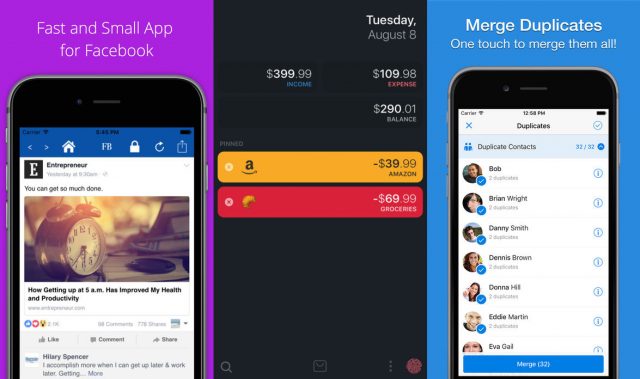 Fast and Small App
for Facebook
Carrier
5:45 PM
FB
Entrepreneur
Yesterday at 9:30am
You can get so much done.
How Getting up at 5 a.m. Has Improved My Health
and Productivity
www.entrepreneur.com
2.1K
98 Comments 778 Shares
Like
Comment
Share
Hilary Spencer
I accomplish more when I can get up later & work
later. Getting... More
Tuesday,
August 8
$399.99
INCOME
$109.98
EXPENSE
$290.01
BALANCE
PINNED
-$39.99
AMAZON
-$69.99
GROCERIES
Merge Duplicates
One touch to merge them all!
Carrier
12:58 PM
Duplicates
Duplicate Contacts
32 / 32
Bob
2 duplicates
Brian Wright
2 duplicates
Danny Smith
2 duplicates
Dennis Brown
2 duplicates
Donna Hill
2 duplicates
Eddie Martin
2 duplicates
Eva Gail
2 duplicates
Merge (32)